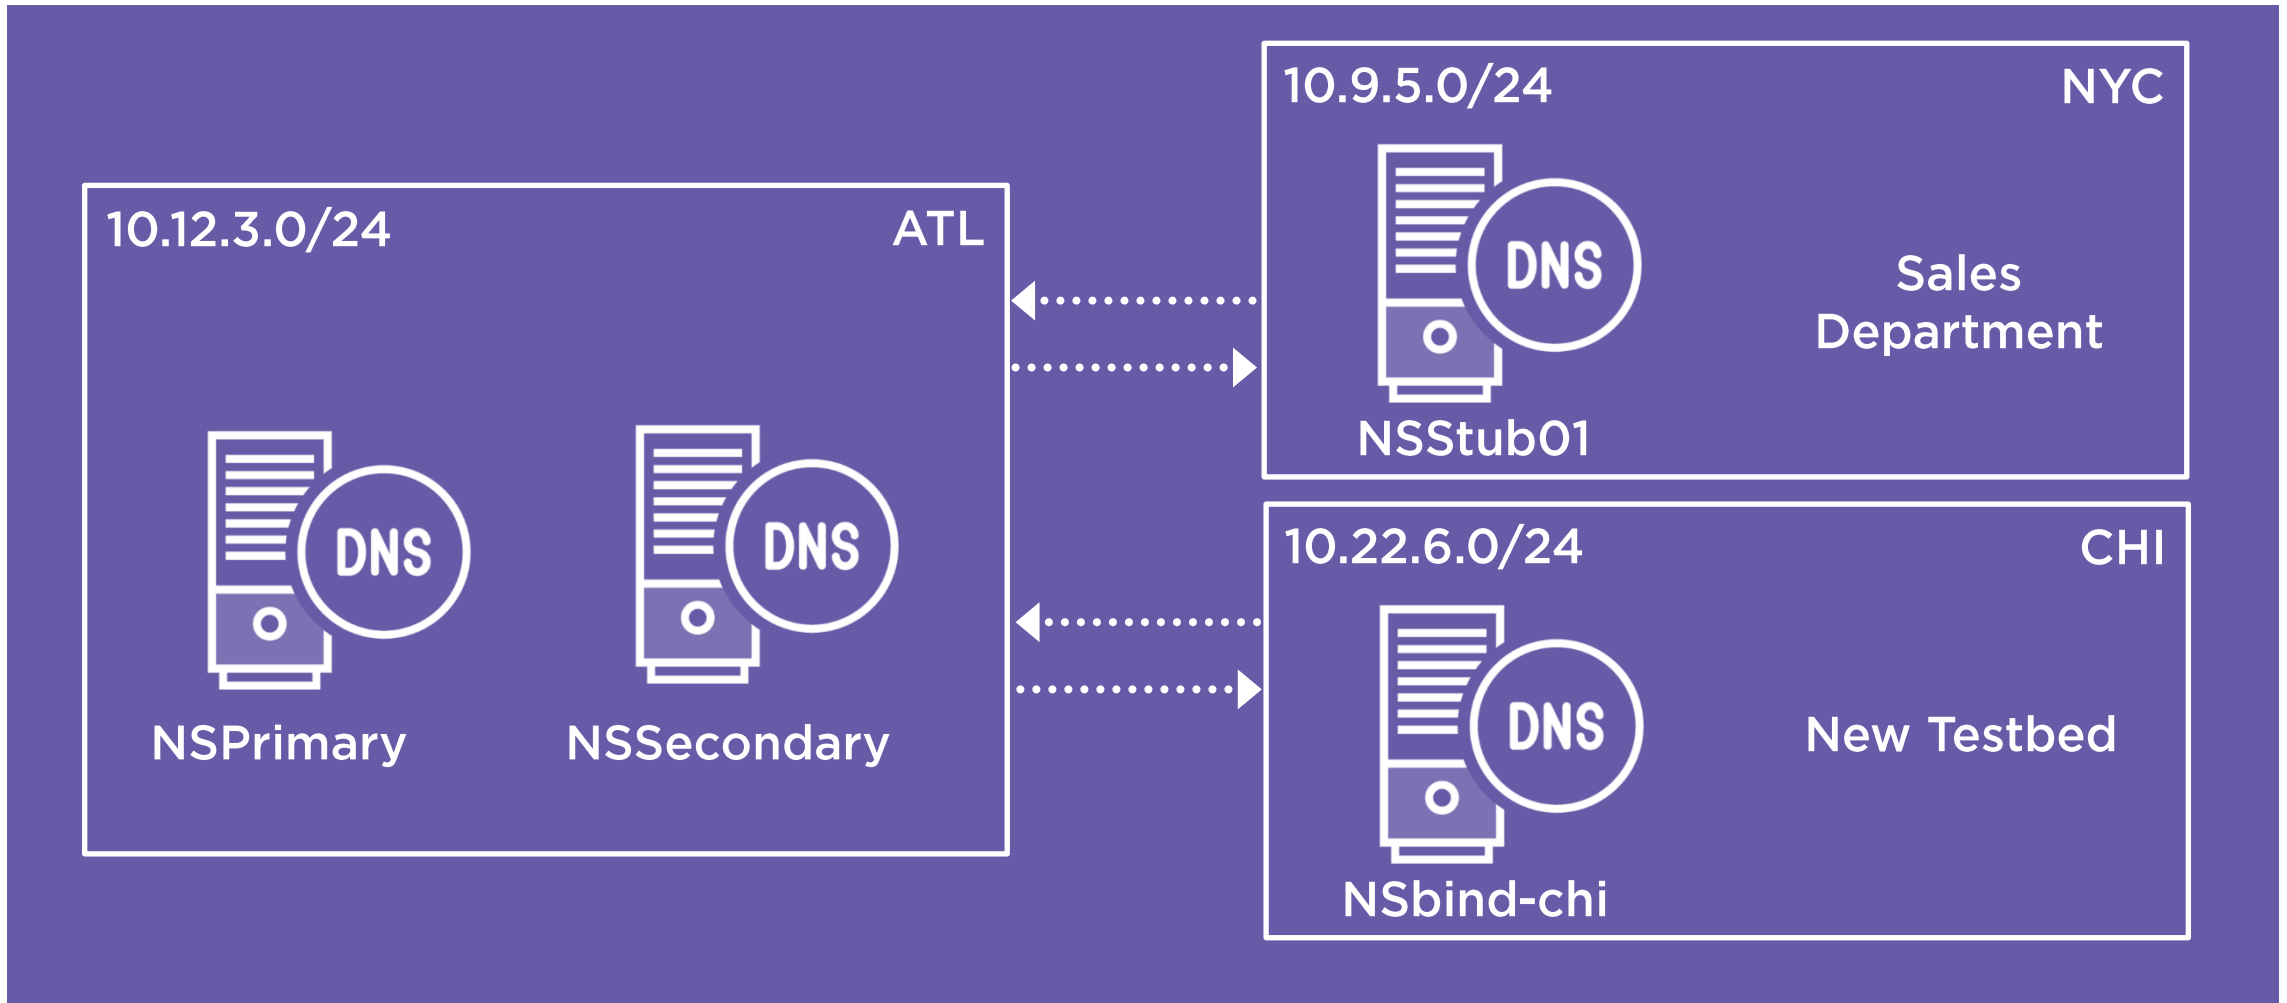 10.12.3.0/24
ATL
DNS
DNS
NSPrimary
NSSecondary
10.9.5.0/24
NYC
DNS
Sales
Department
NSStub01
10.22.6.0/24
CHI
DNS
New Testbed
NSbind-chi